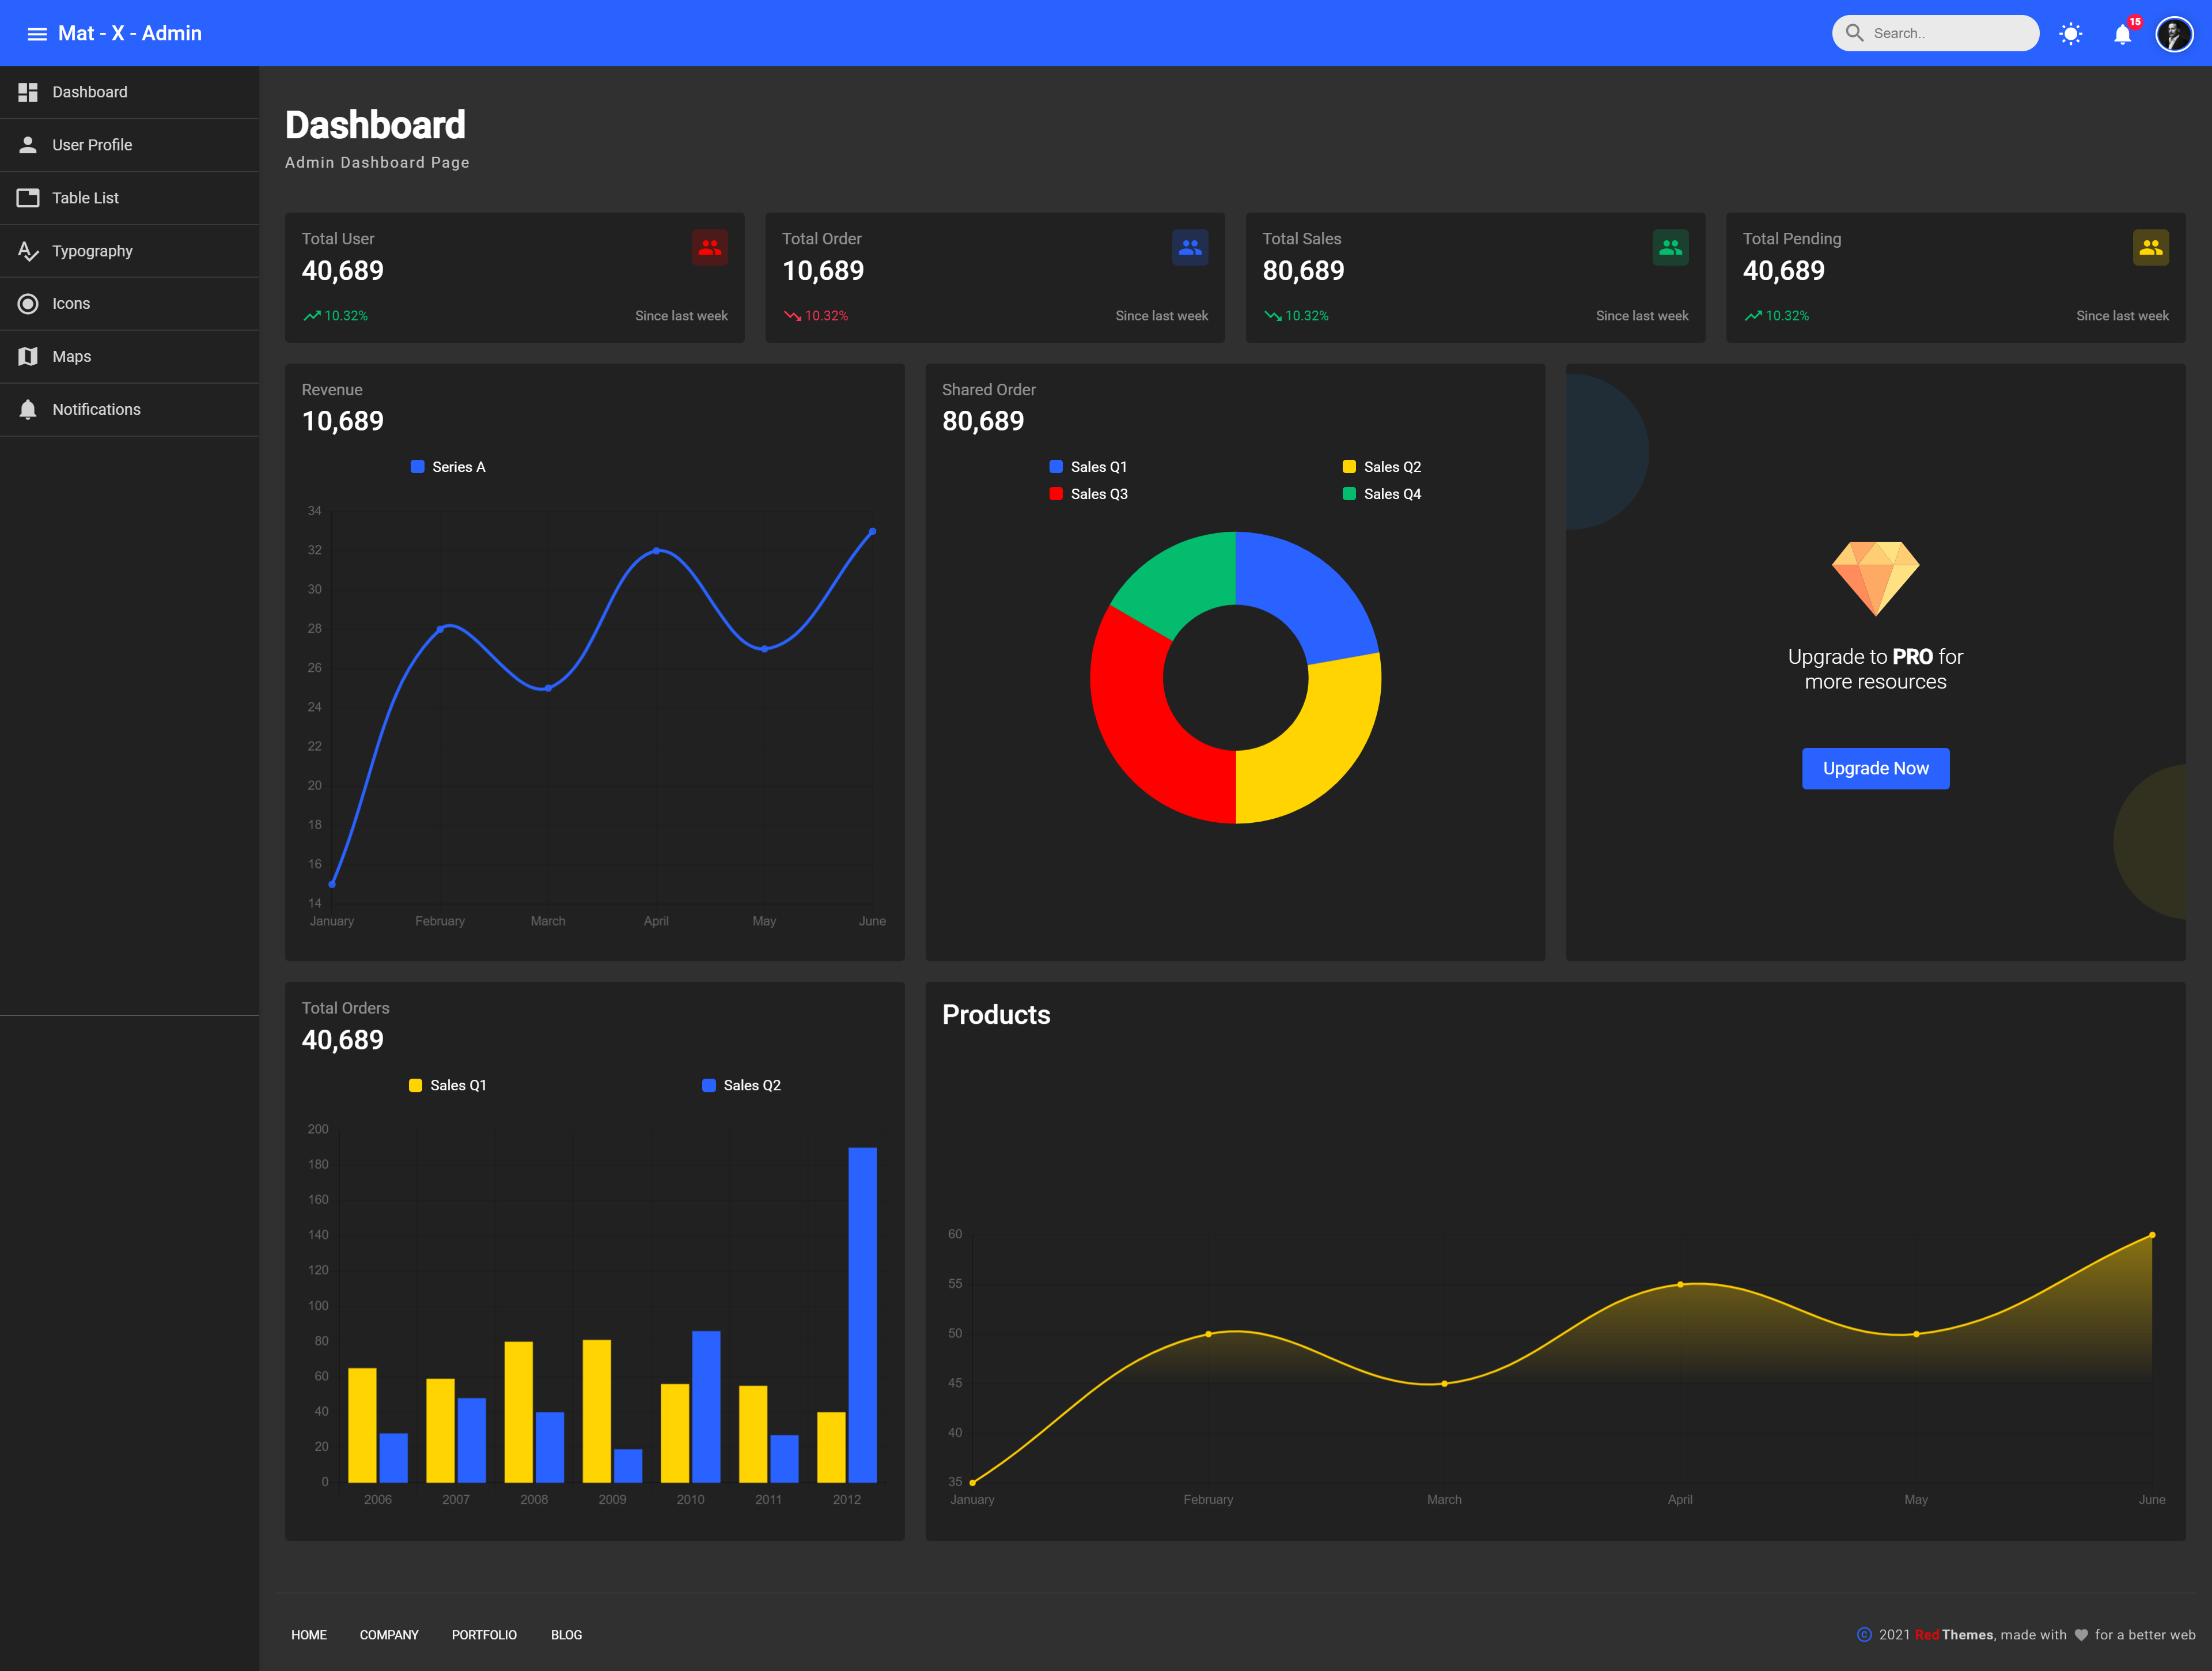 Mat - X - Admin
Search..
15
Dashboard
User Profile
Table List
Typography
Icons
Maps
Notifications
Dashboard
Admin Dashboard Page
Total User
40,689
10.32%
Since last week
Total Order
10,689
10.32%
Since last week
Total Sales
80,689
10.32%
Since last week
Total Pending
40,689
10.32%
Since last week
Revenue
10,689
Series A
34
32
30
28
26
24
22
20
18
16
14
January February March April May June
Shared Order
80,689
Sales Q1 Sales Q2
Sales Q3 Sales Q4
Upgrade to PRO for
more resources
Upgrade Now
Total Orders
40,689
Sales Q1 Sales Q2
200
180
160
140
120
100
80
60
40
20
0
2006 2007 2008 2009 2010 2011 2012
Products
60
55
50
45
40
35
January February March April May June
HOME COMPANY PORTFOLIO BLOG
© 2021 RedThemes, made with for a better web